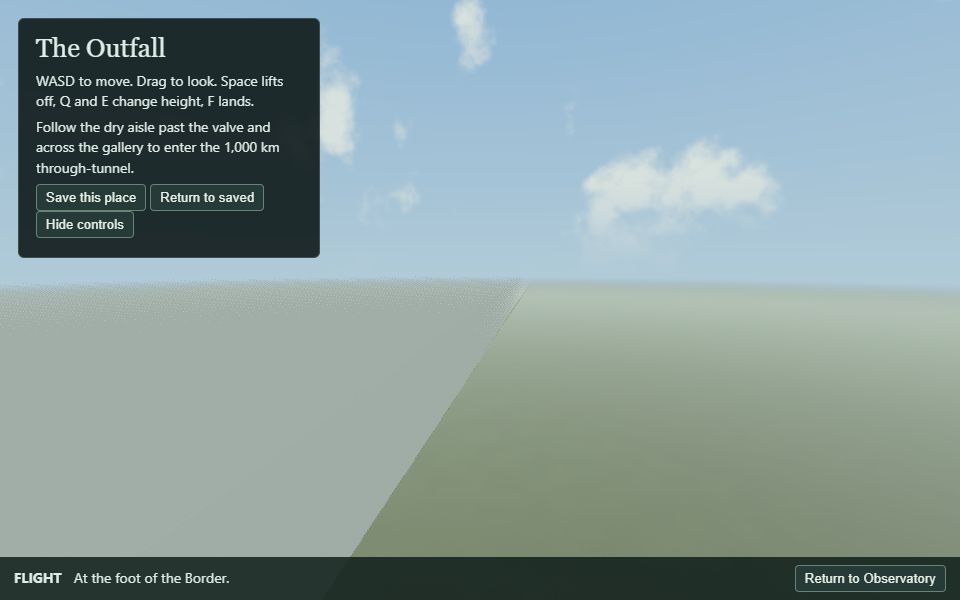 The Outfall
WASD to move. Drag to look. Space lifts
off, Q and E change height, F lands.
Follow the dry aisle past the valve and
across the gallery to enter the 1,000 km
through-tunnel.
Save this place
Return to saved
Hide controls
FLIGHT At the foot of the Border.
Return to Observatory